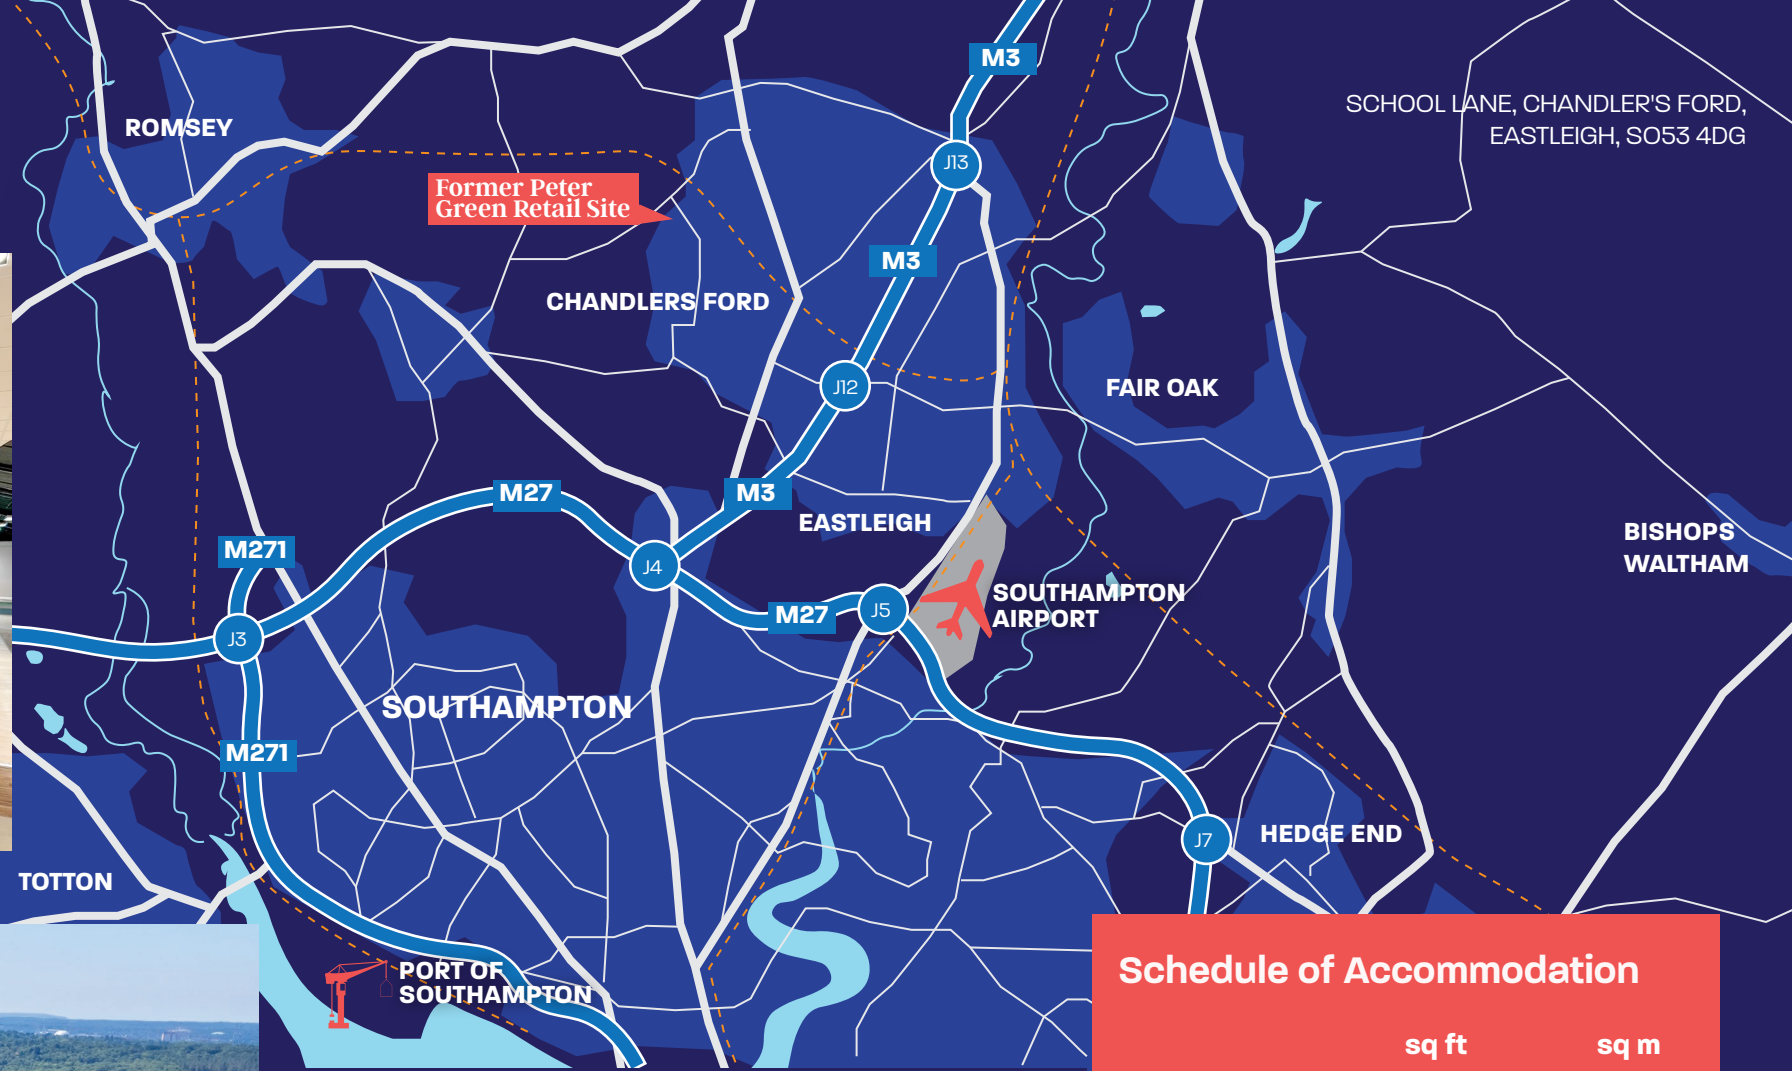 M3
SCHOOL LANE, CHANDLER'S FORD,
EASTLEIGH, SO53 4DG
ROMSEY
J13
Former Peter
Green Retail Site
M3
CHANDLERS FORD
J12
FAIR OAK
M27
M3
EASTLEIGH
BISHOPS
WALTHAM
M271
J4
SOUTHAMPTON
AIRPORT
M27
J5
J3
SOUTHAMPTON
M271
J7
HEDGE END
TOTTON
PORT OF
SOUTHAMPTON
Schedule of Accommodation
sq ft sq m